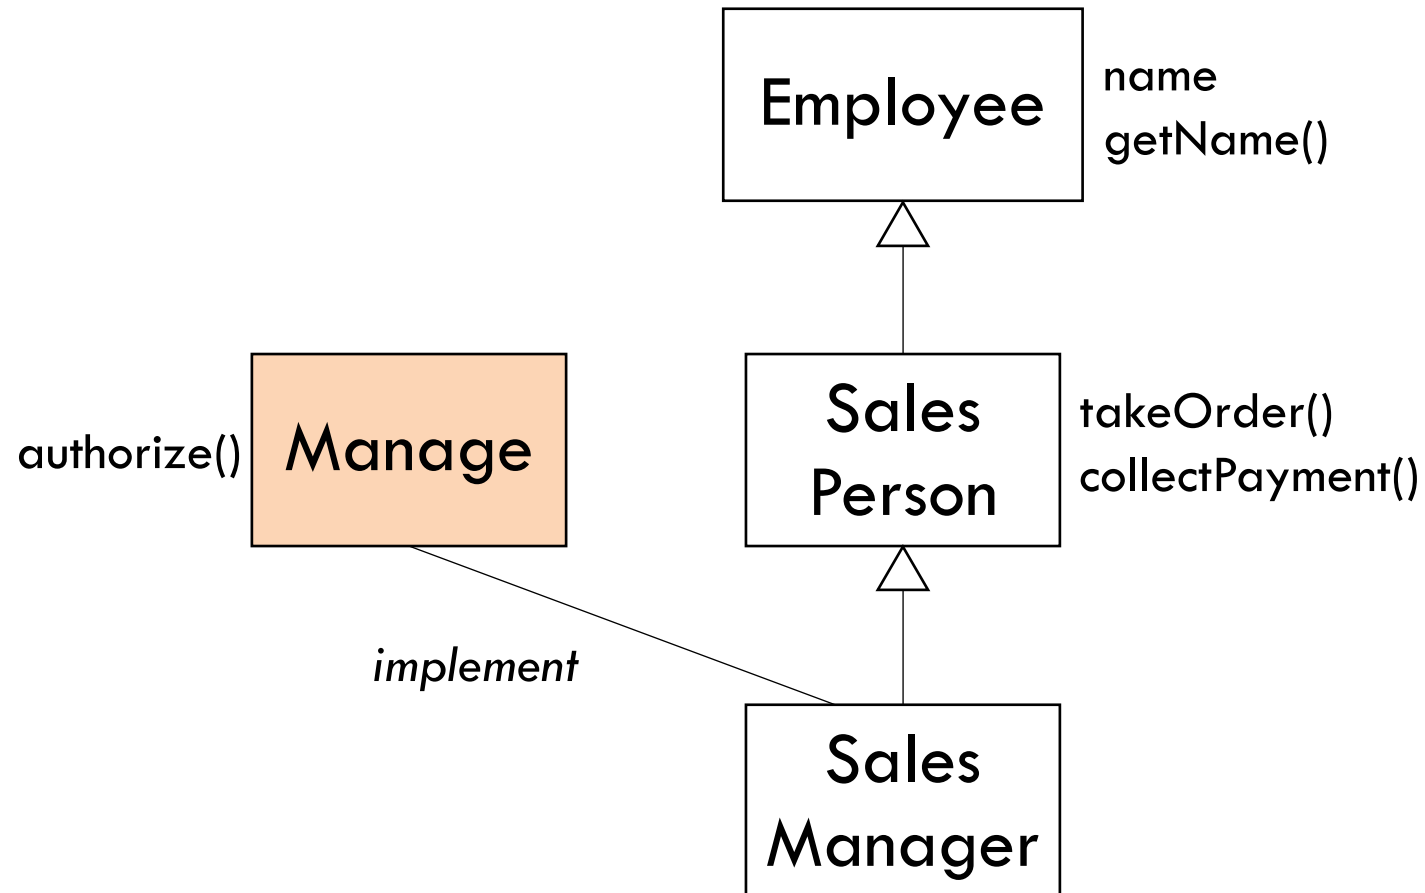 Employee
name
getName()
authorize()
Manage
Sales
Person
takeOrder()
collectPayment()
implement
Sales
Manager